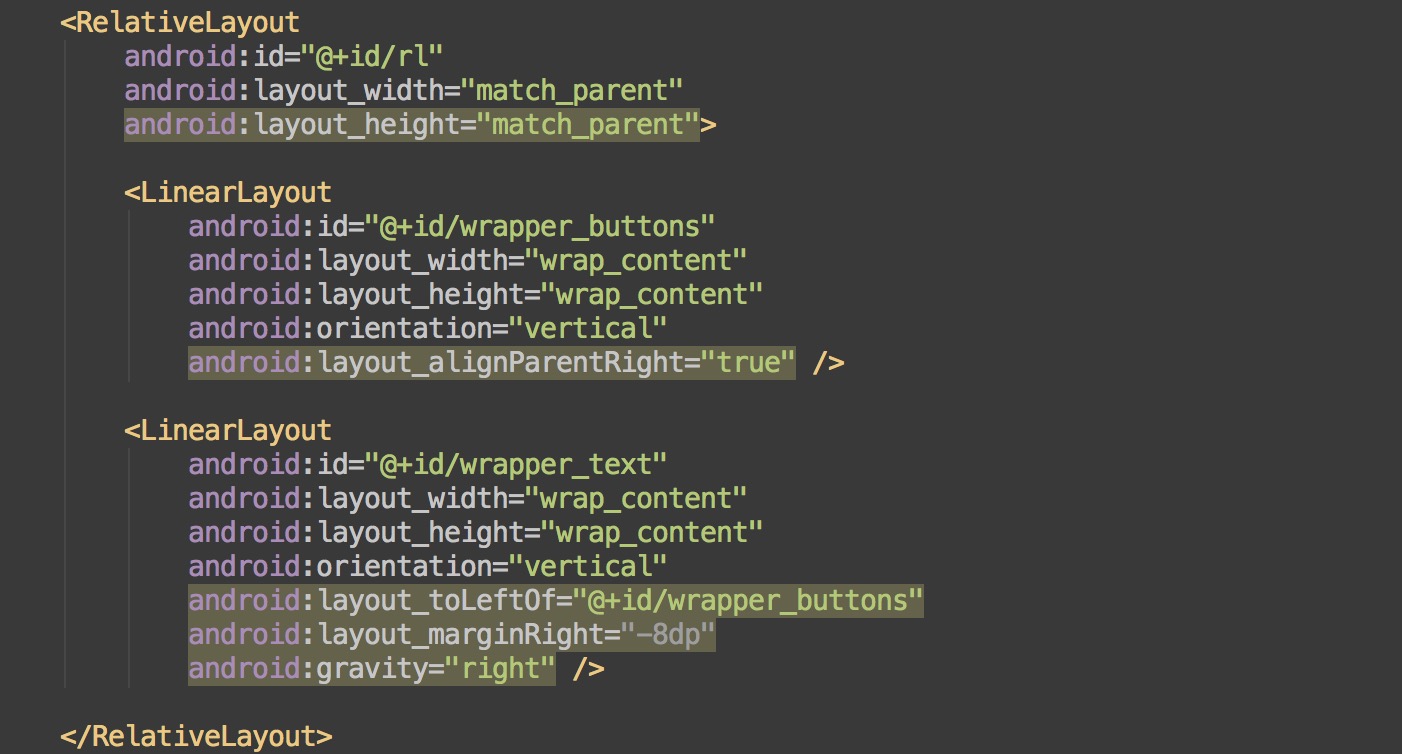 <RelativeLayout
android:id="@+id/rl"
android:layout_width="match_parent"
android:layout_height="match_parent">
<LinearLayout
android:id="@+id/wrapper_buttons"
android:layout_width="wrap_content"
android:layout_height="wrap_content"
android:orientation="vertical"
android:layout_alignParentRight="true" />
<LinearLayout
android:id="@+id/wrapper_text"
android:layout_width="wrap_content"
android:layout_height="wrap_content"
android:orientation="vertical"
android:layout_toLeftOf="@+id/wrapper_buttons"
android:layout_marginRight="-8dp"
android:gravity="right" />
</RelativeLayout>